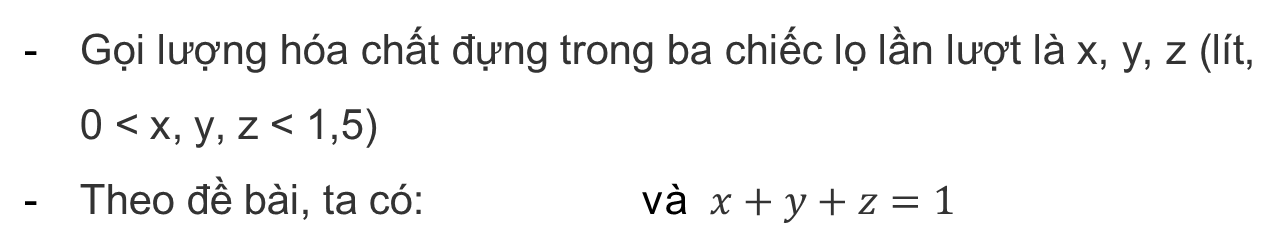 - Gọi lượng hóa chất đựng trong ba chiếc lọ lần lượt là x, y, z (lít,
0 < x, y, z < 1,5)
- Theo đề bài, ta có: và x + y + z = 1